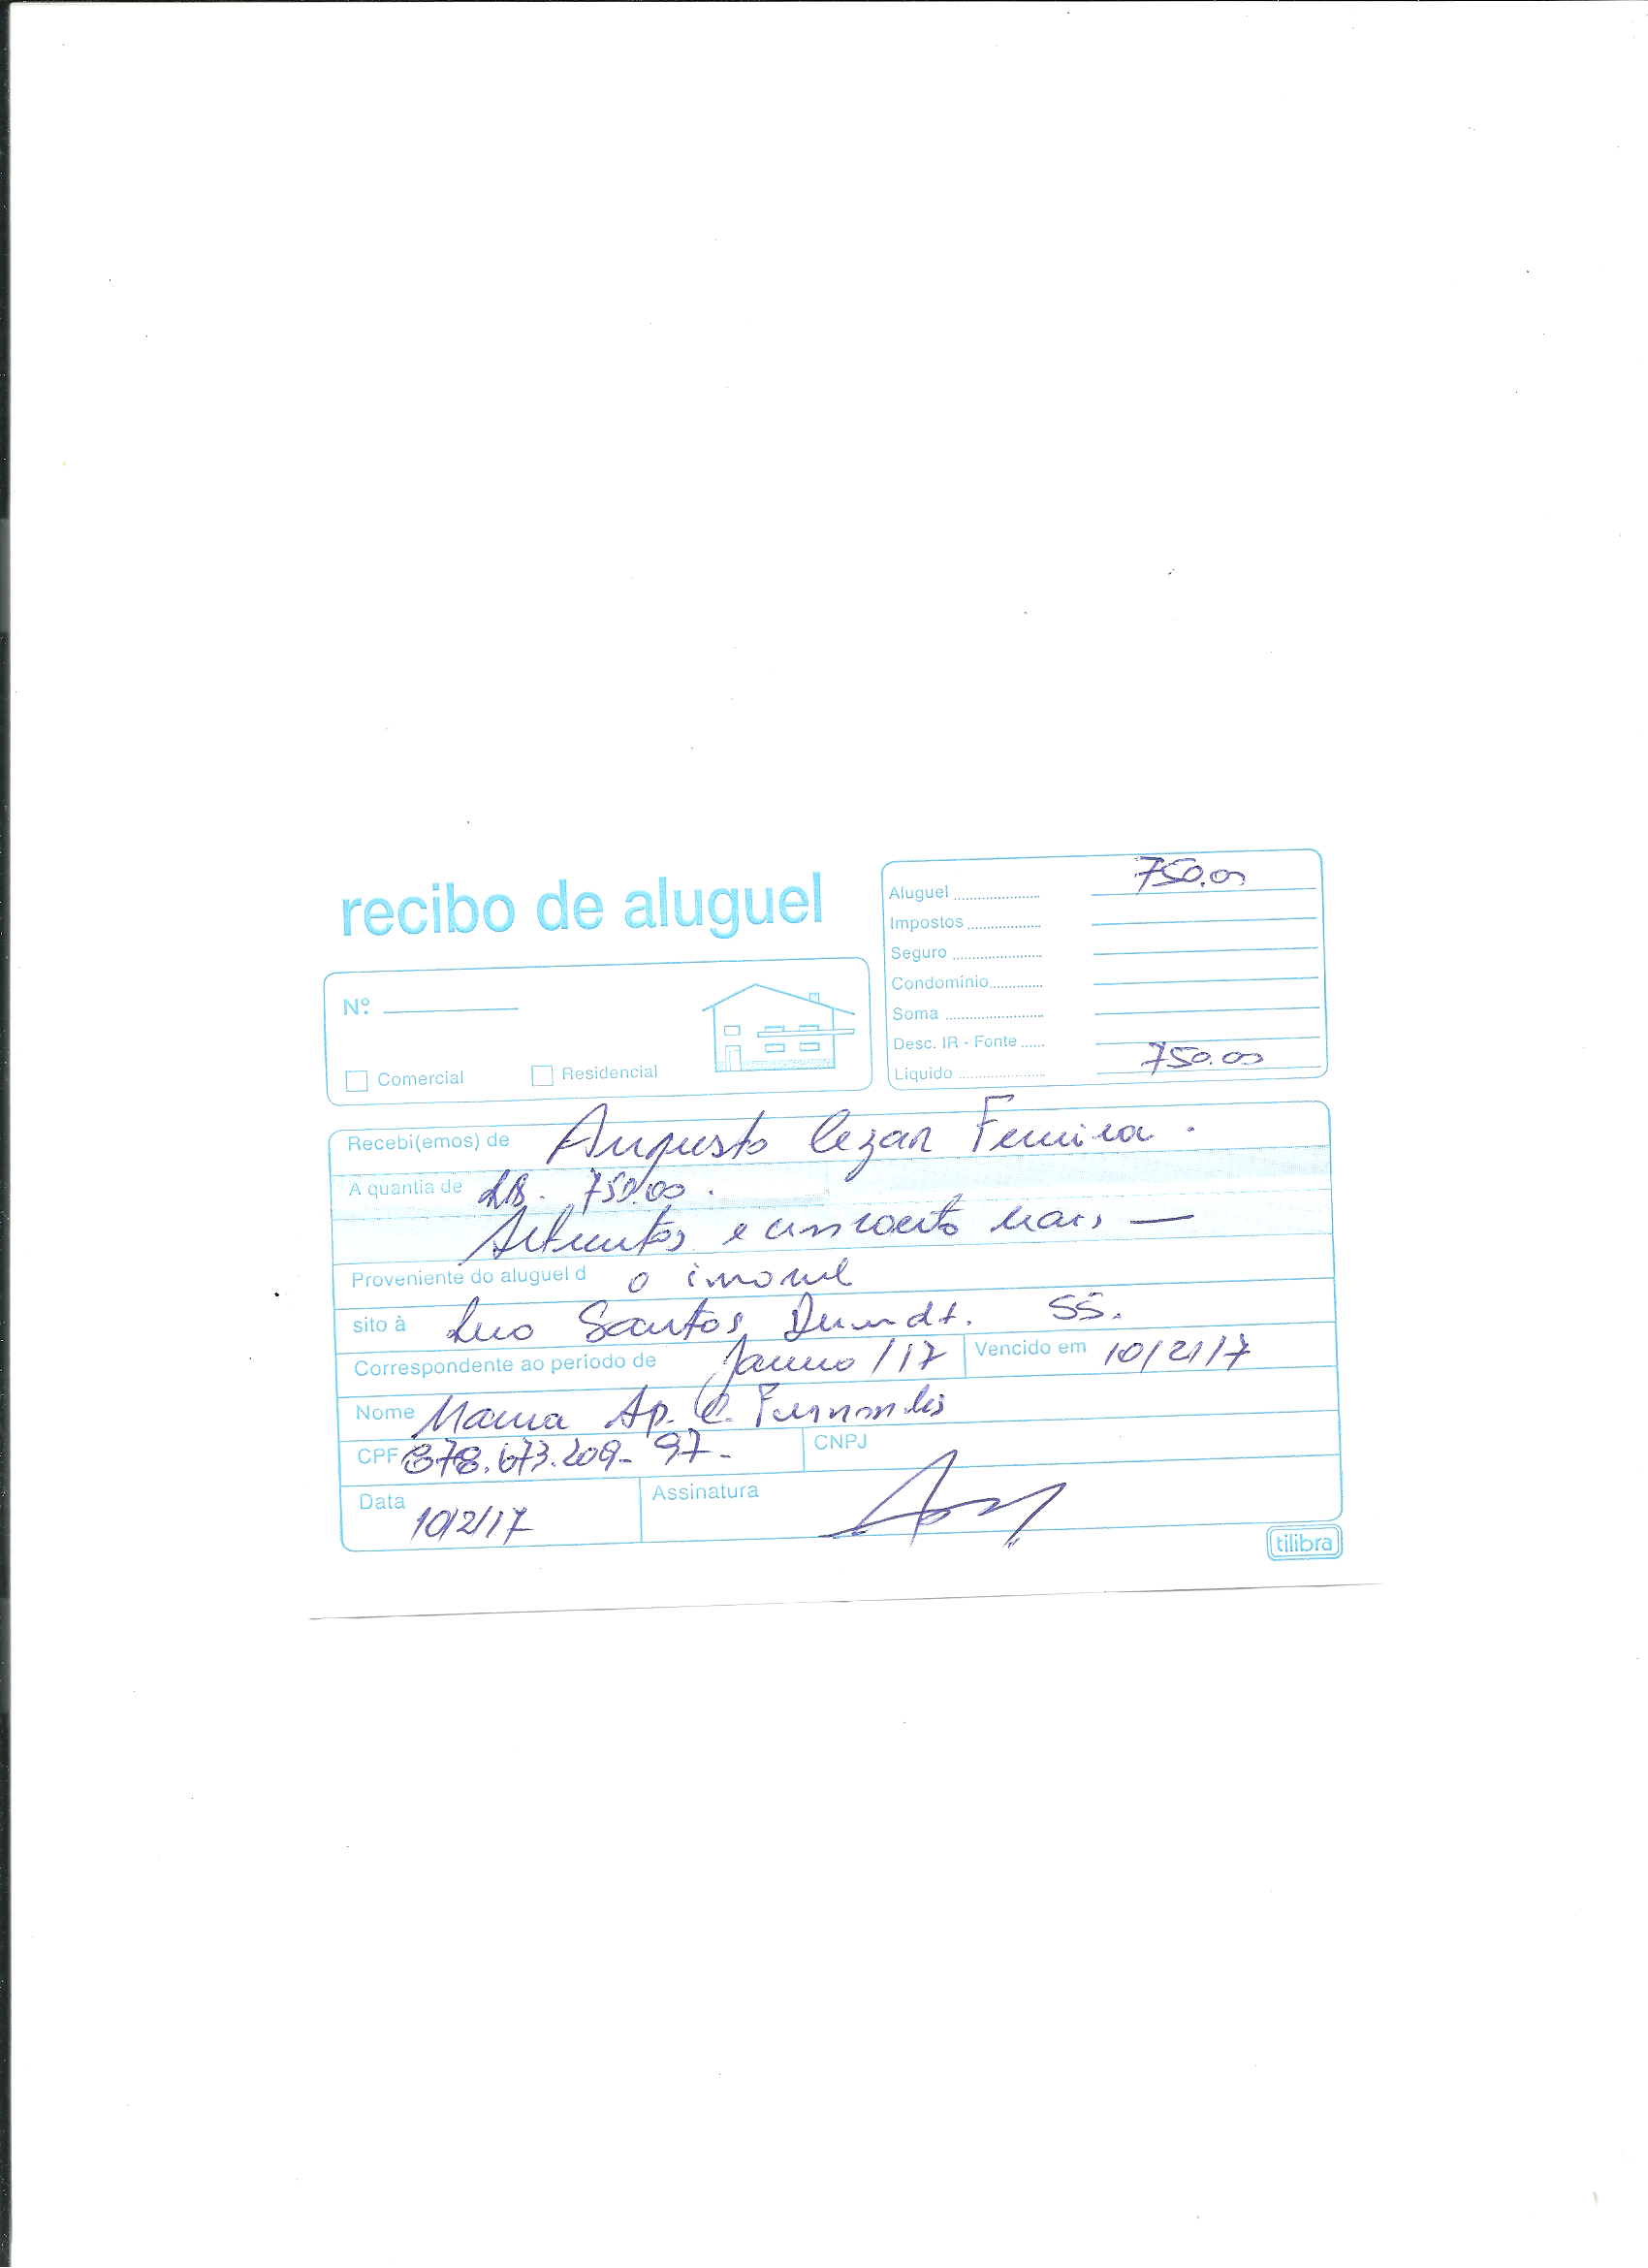 recibo de aluguel
Aluguel 750.00
Impostos
Seguro
Condomínio
Soma
Desc. IR - Fonte
Líquido 750.00
Nº
Comercial Residencial
Recebi(emos) de Augusto Cezar Ferreira.
A quantia de R$. 750.00.
Setecentos e cinquenta reais —
Proveniente do aluguel d o imovel
sito à Rua Santos Dumont. 55.
Correspondente ao período de Janeiro /17 Vencido em 10/2/17
Nome Maria Ap. C. Fernandes
CPF 878.673.209-97- CNPJ
Data 10/2/17 Assinatura
tilibra